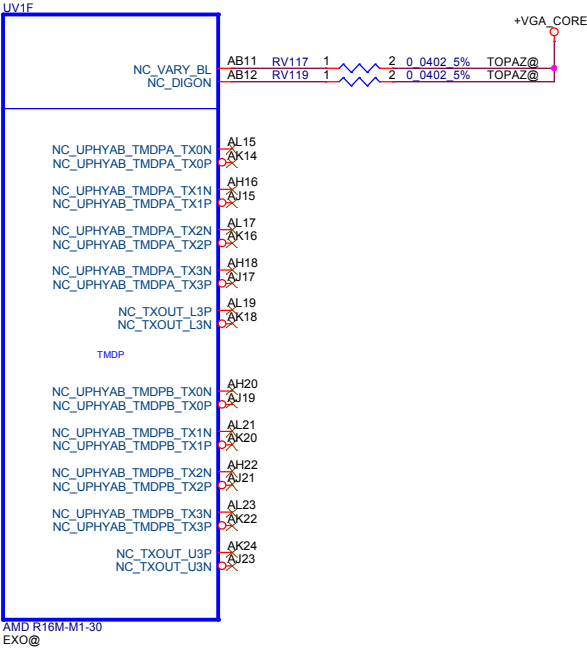 UV1F
+VGA_CORE
NC_VARY_BL AB11 RV117 1 2 0_0402_5% TOPAZ@
NC_DIGON AB12 RV119 1 2 0_0402_5% TOPAZ@
NC_UPHYAB_TMDPA_TX0N AL15
NC_UPHYAB_TMDPA_TX0P AK14
NC_UPHYAB_TMDPA_TX1N AH16
NC_UPHYAB_TMDPA_TX1P AJ15
NC_UPHYAB_TMDPA_TX2N AL17
NC_UPHYAB_TMDPA_TX2P AK16
NC_UPHYAB_TMDPA_TX3N AH18
NC_UPHYAB_TMDPA_TX3P AJ17
NC_TXOUT_L3P AL19
NC_TXOUT_L3N AK18
TMDP
NC_UPHYAB_TMDPB_TX0N AH20
NC_UPHYAB_TMDPB_TX0P AJ19
NC_UPHYAB_TMDPB_TX1N AL21
NC_UPHYAB_TMDPB_TX1P AK20
NC_UPHYAB_TMDPB_TX2N AH22
NC_UPHYAB_TMDPB_TX2P AJ21
NC_UPHYAB_TMDPB_TX3N AL23
NC_UPHYAB_TMDPB_TX3P AK22
NC_TXOUT_U3P AK24
NC_TXOUT_U3N AJ23
AMD R16M-M1-30
EXO@